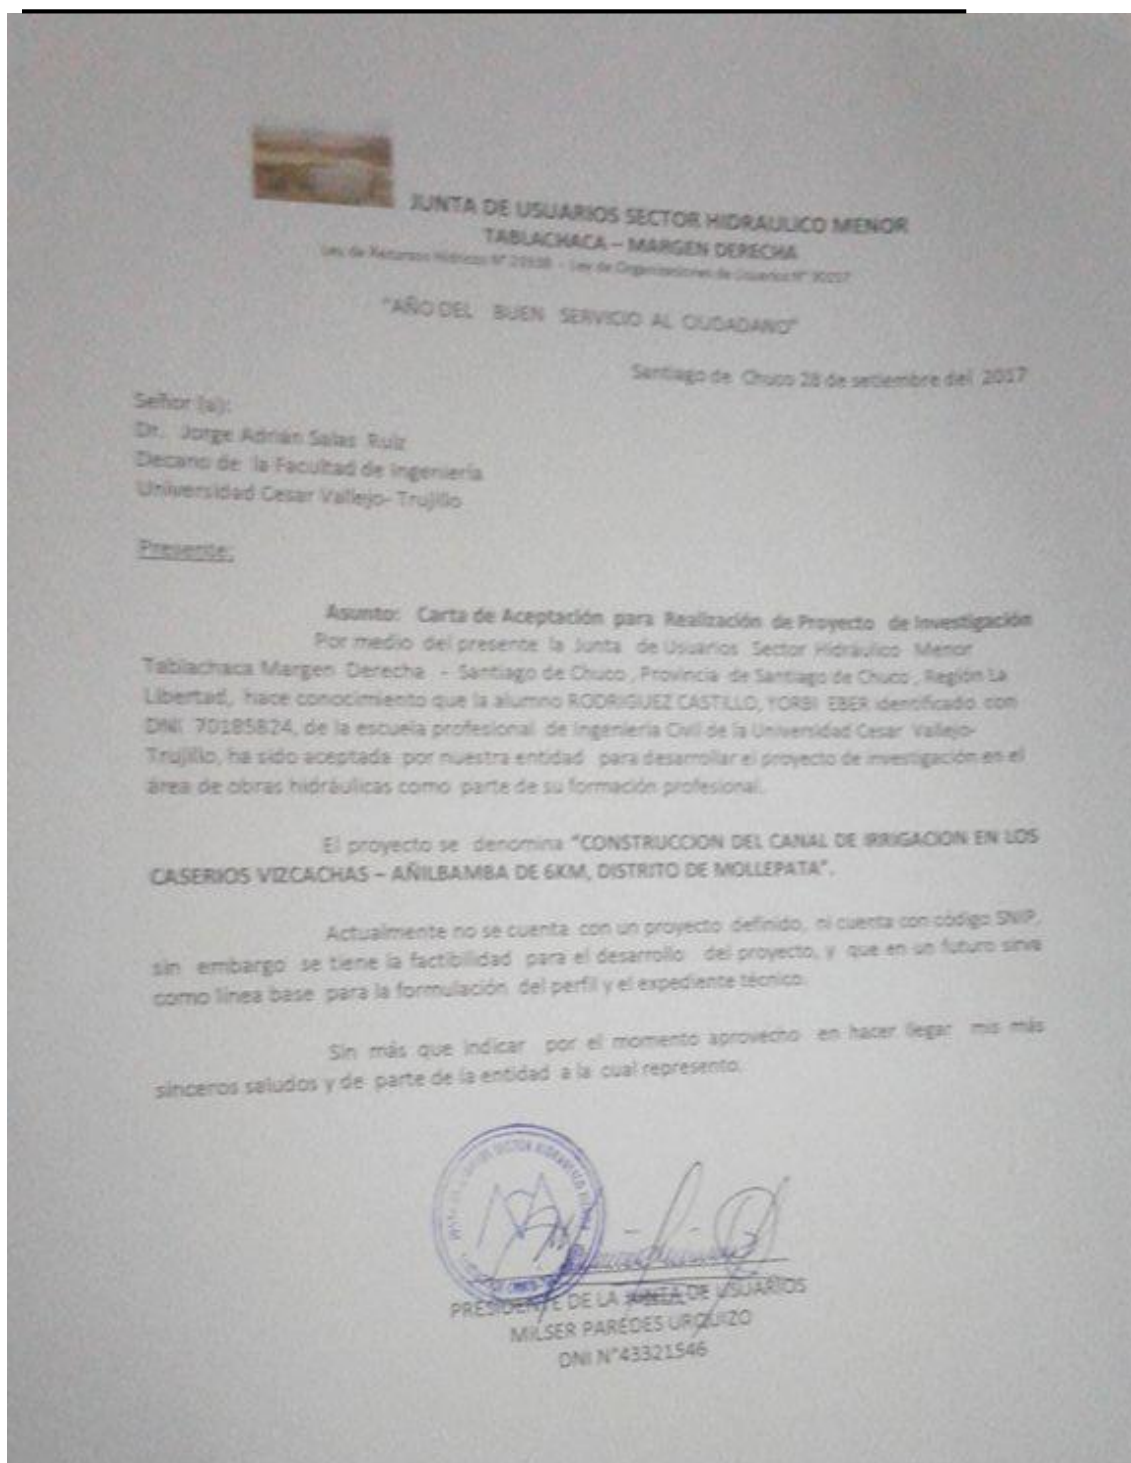 JUNTA DE USUARIOS SECTOR HIDRAULICO MENOR
TABLACHACA – MARGEN DERECHA
Ley de Recursos Hídricos N° - Ley de Organizaciones de Usuarios N°
"AÑO DEL BUEN SERVICIO AL CIUDADANO"
Santiago de Chuco 28 de setiembre del 2017
Señor (a):
Dr. Jorge Adrián Salas Ruiz
Decano de la Facultad de Ingeniería
Universidad Cesar Vallejo- Trujillo
Presente:
Asunto: Carta de Aceptación para Realización de Proyecto de Investigación
Por medio del presente la Junta de Usuarios Sector Hidráulico Menor
Tablachaca Margen Derecha - Santiago de Chuco , Provincia de Santiago de Chuco , Región La
Libertad, hace conocimiento que la alumno RODRIGUEZ CASTILLO, YORBI EBER identificado con
DNI 70185824, de la escuela profesional de Ingeniería Civil de la Universidad Cesar Vallejo-
Trujillo, ha sido aceptada por nuestra entidad para desarrollar el proyecto de investigación en el
área de obras hidráulicas como parte de su formación profesional.
El proyecto se denomina "CONSTRUCCION DEL CANAL DE IRRIGACION EN LOS
CASERIOS VIZCACHAS – AÑILBAMBA DE 6KM, DISTRITO DE MOLLEPATA".
Actualmente no se cuenta con un proyecto definido, ni cuenta con código SNIP,
sin embargo se tiene la factibilidad para el desarrollo del proyecto, y que en un futuro sirve
como línea base para la formulación del perfil y el expediente técnico.
Sin más que indicar por el momento aprovecho en hacer llegar mis más
sinceros saludos y de parte de la entidad a la cual represento.
PRESIDENTE DE LA JUNTA DE USUARIOS
MILSER PAREDES URQUIZO
DNI N°43321546